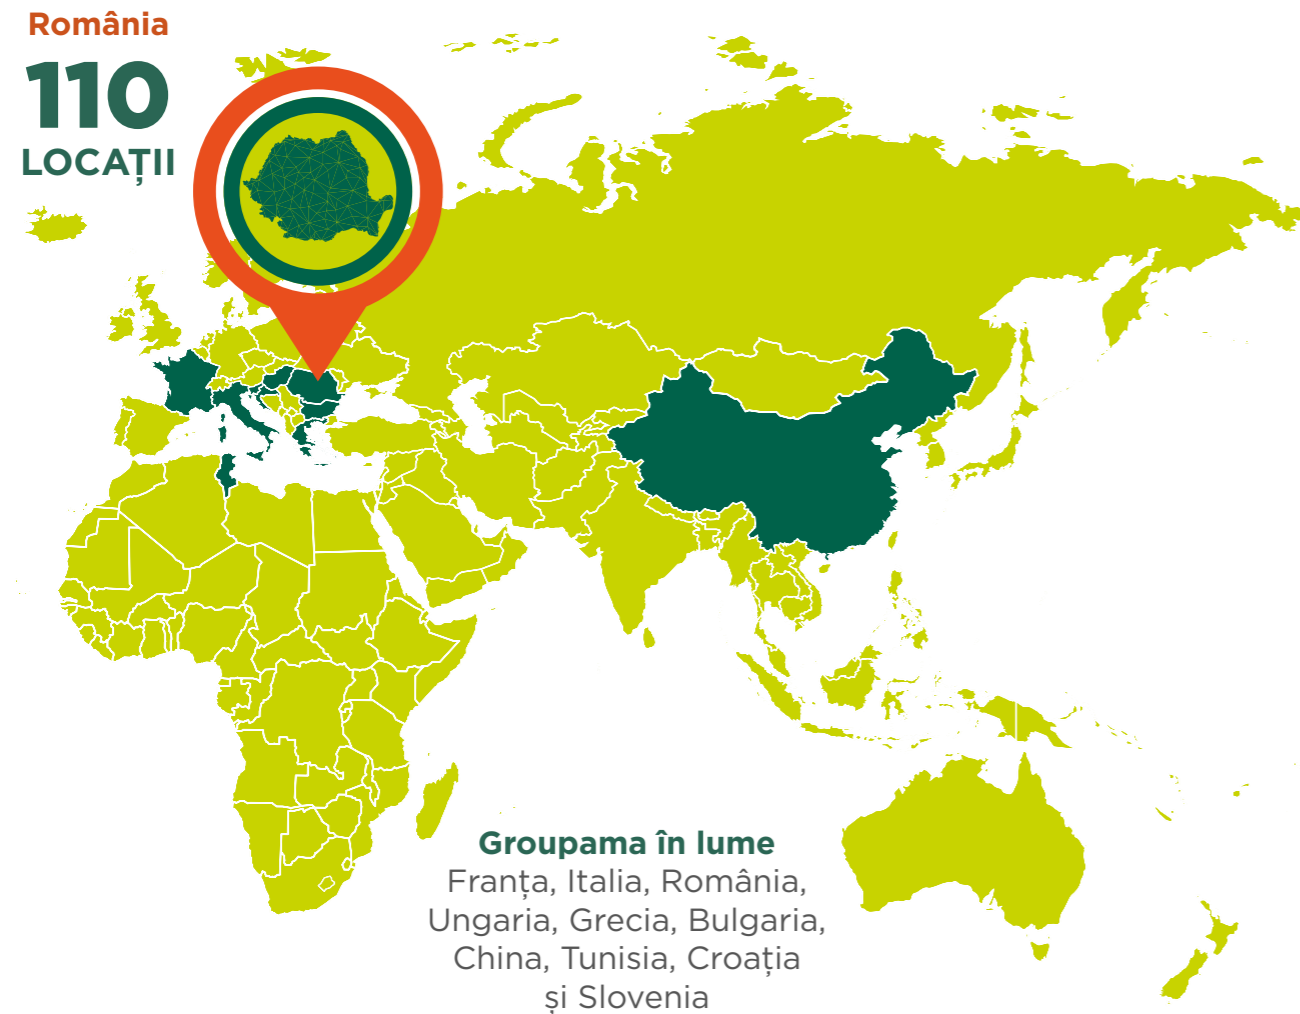 România
110
LOCAȚII
Groupama în lume
Franța, Italia, România,
Ungaria, Grecia, Bulgaria,
China, Tunisia, Croația
și Slovenia